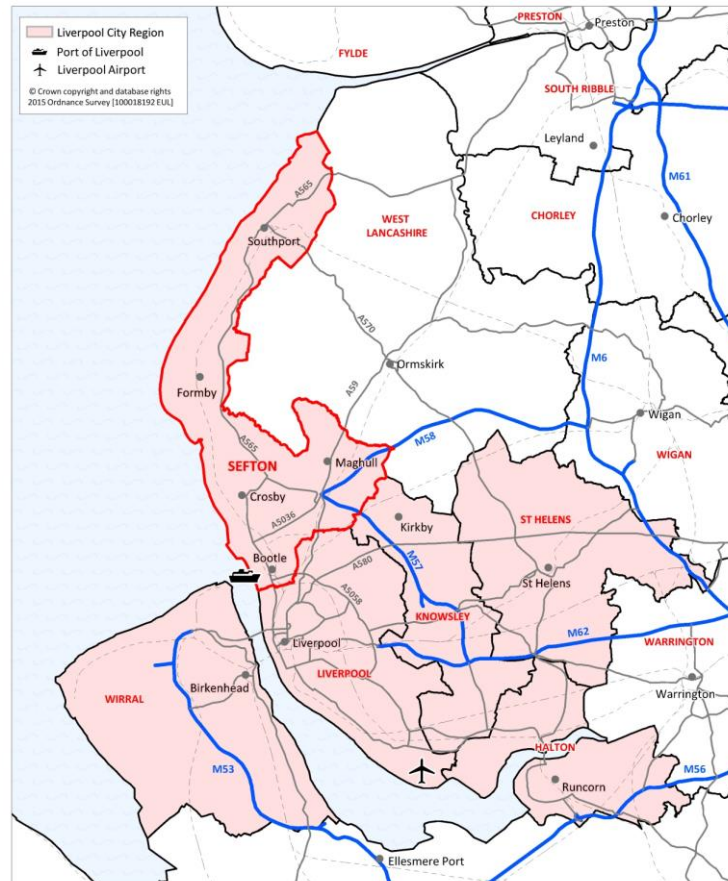 Liverpool City Region
Port of Liverpool
Liverpool Airport
© Crown copyright and database rights
2015 Ordnance Survey [100018192 EUL]
PRESTON
Preston
FYLDE
SOUTH RIBBLE
Leyland
M61
A565
WEST
LANCASHIRE
CHORLEY
Chorley
Southport
A570
M6
Ormskirk
Formby
A59
Wigan
M58
A565
WIGAN
SEFTON
Maghull
Crosby
A5036
Kirkby
ST HELENS
Bootle
M57
A580
St Helens
A5058
KNOWSLEY
M62
Liverpool
WARRINGTON
LIVERPOOL
Warrington
Birkenhead
WIRRAL
HALTON
M53
M56
Runcorn
Ellesmere Port